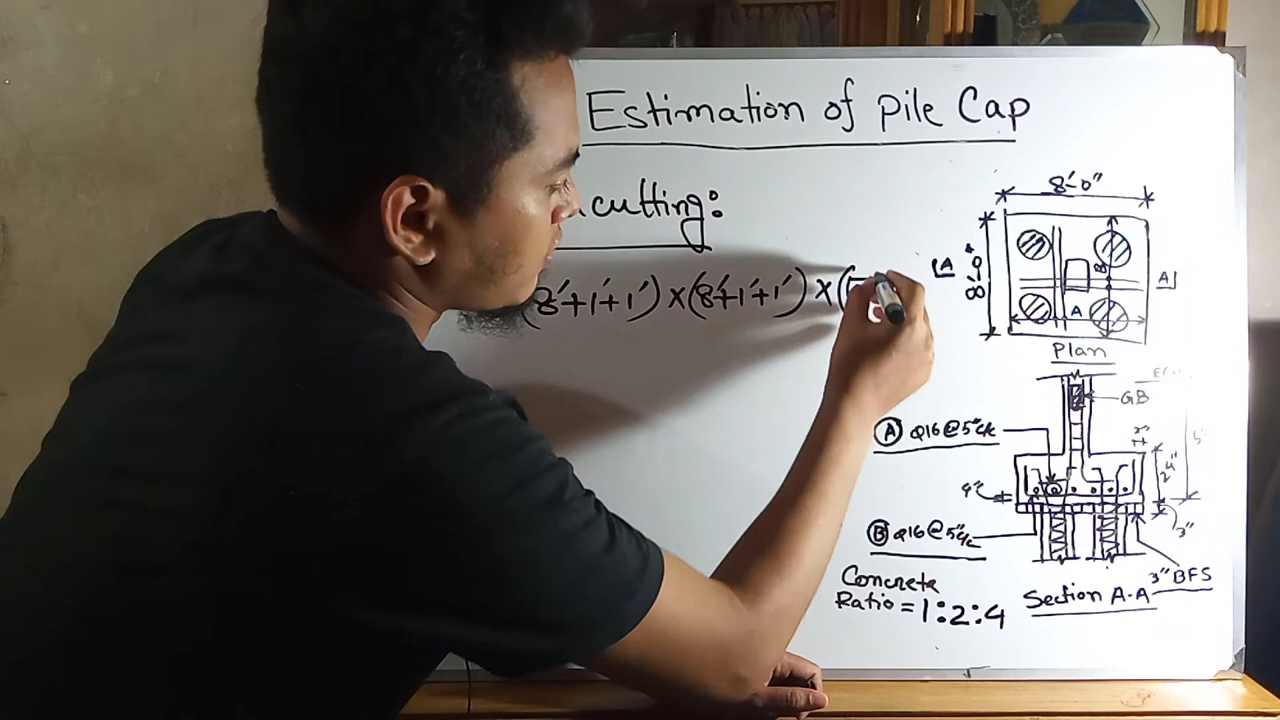 Estimation of pile Cap
cutting:
(8'+1'+1')×(8'+1'+1')×(
8'-0"
8'-0"
A
A
B
A
Plan
GB
A Φ16@5"c/c
24"
4"
3"
B Φ16@5"c/c
3" BFS
Concrete
Ratio = 1:2:4
Section A-A